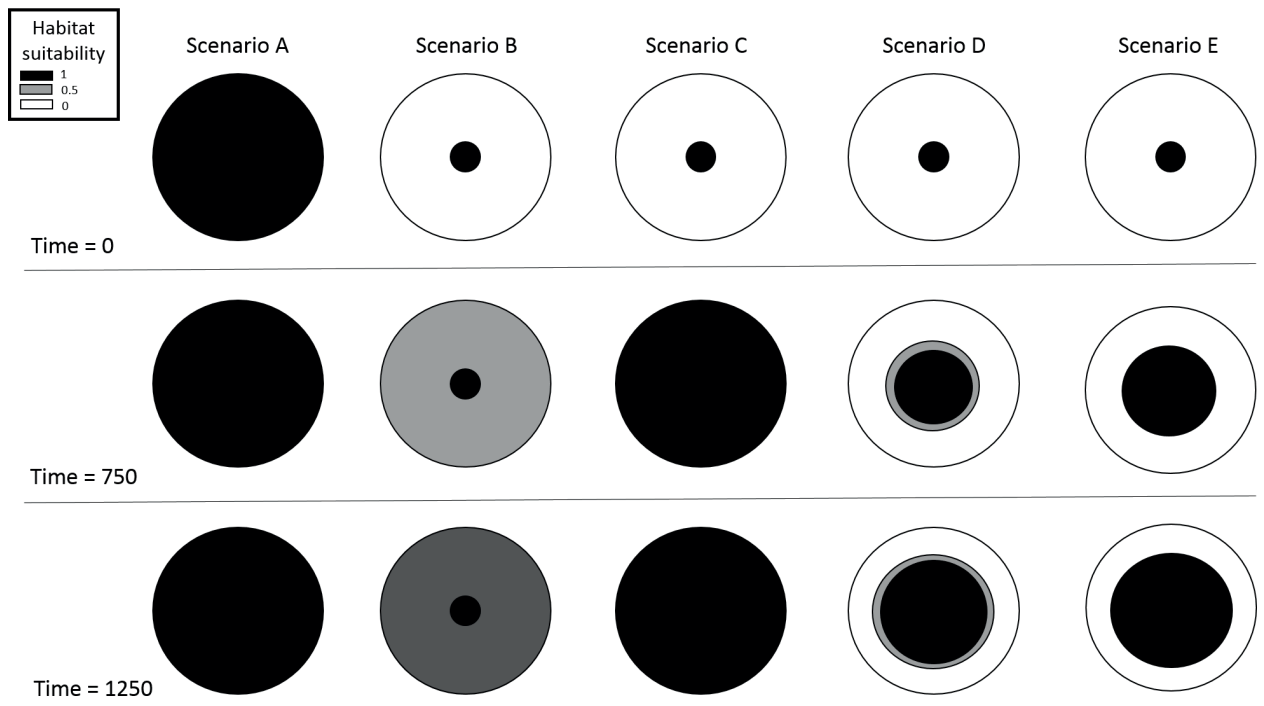 Habitat
suitability
1
0.5
0
Scenario A
Scenario B
Scenario C
Scenario D
Scenario E
Time = 0
Time = 750
Time = 1250